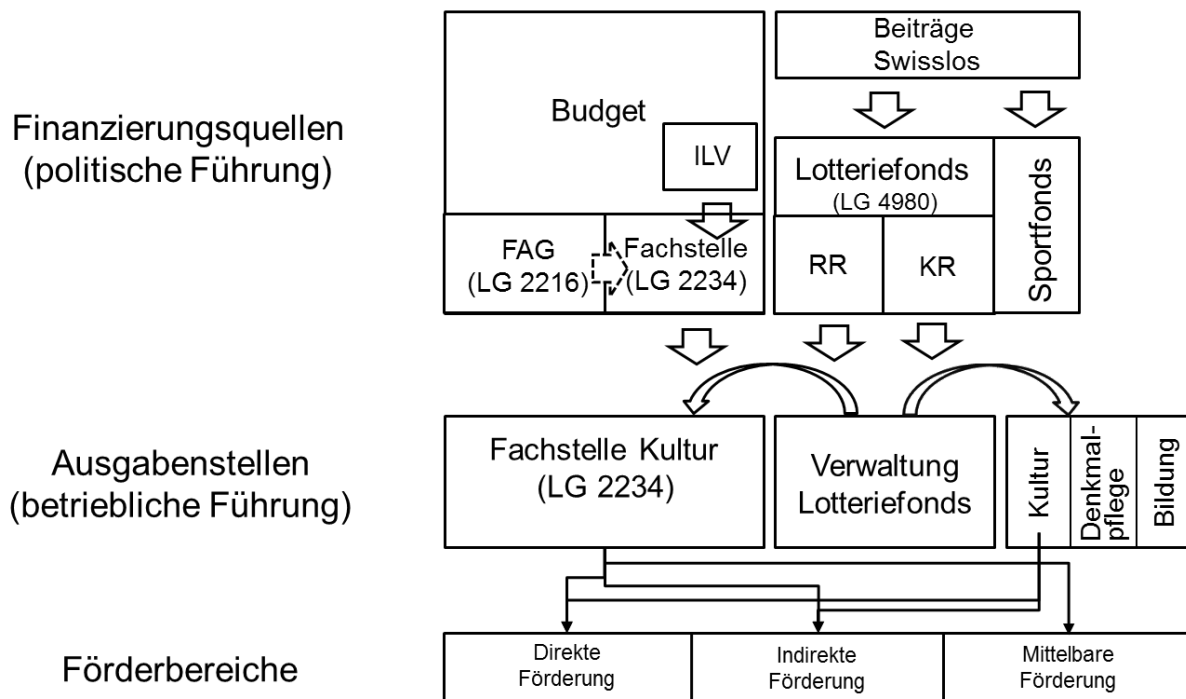 Finanzierungsquellen
(politische Führung)
Budget
ILV
FAG
(LG 2216)
Fachstelle
(LG 2234)
Beiträge
Swisslos
Lotteriefonds
(LG 4980)
RR
KR
Sportfonds
Ausgabenstellen
(betriebliche Führung)
Fachstelle Kultur
(LG 2234)
Verwaltung
Lotteriefonds
Kultur
Denkmal-
pflege
Bildung
Förderbereiche
Direkte
Förderung
Indirekte
Förderung
Mittelbare
Förderung